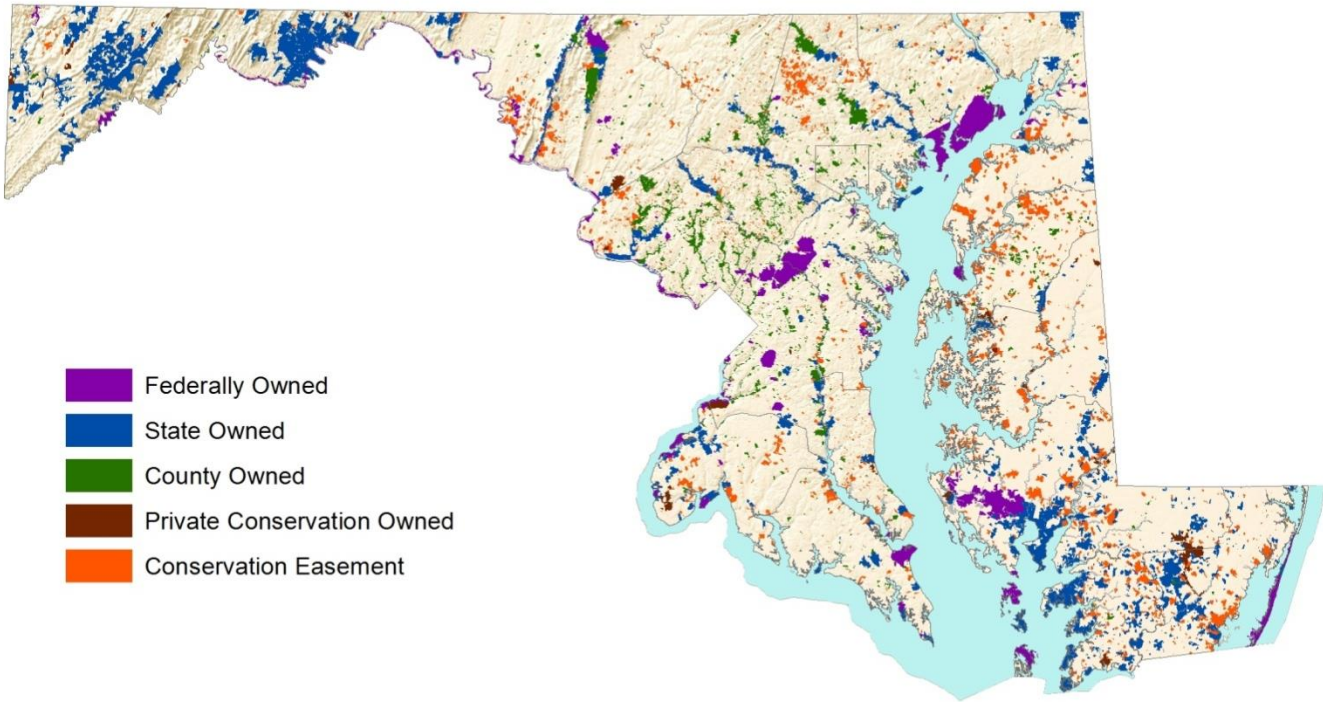 Federally Owned
State Owned
County Owned
Private Conservation Owned
Conservation Easement